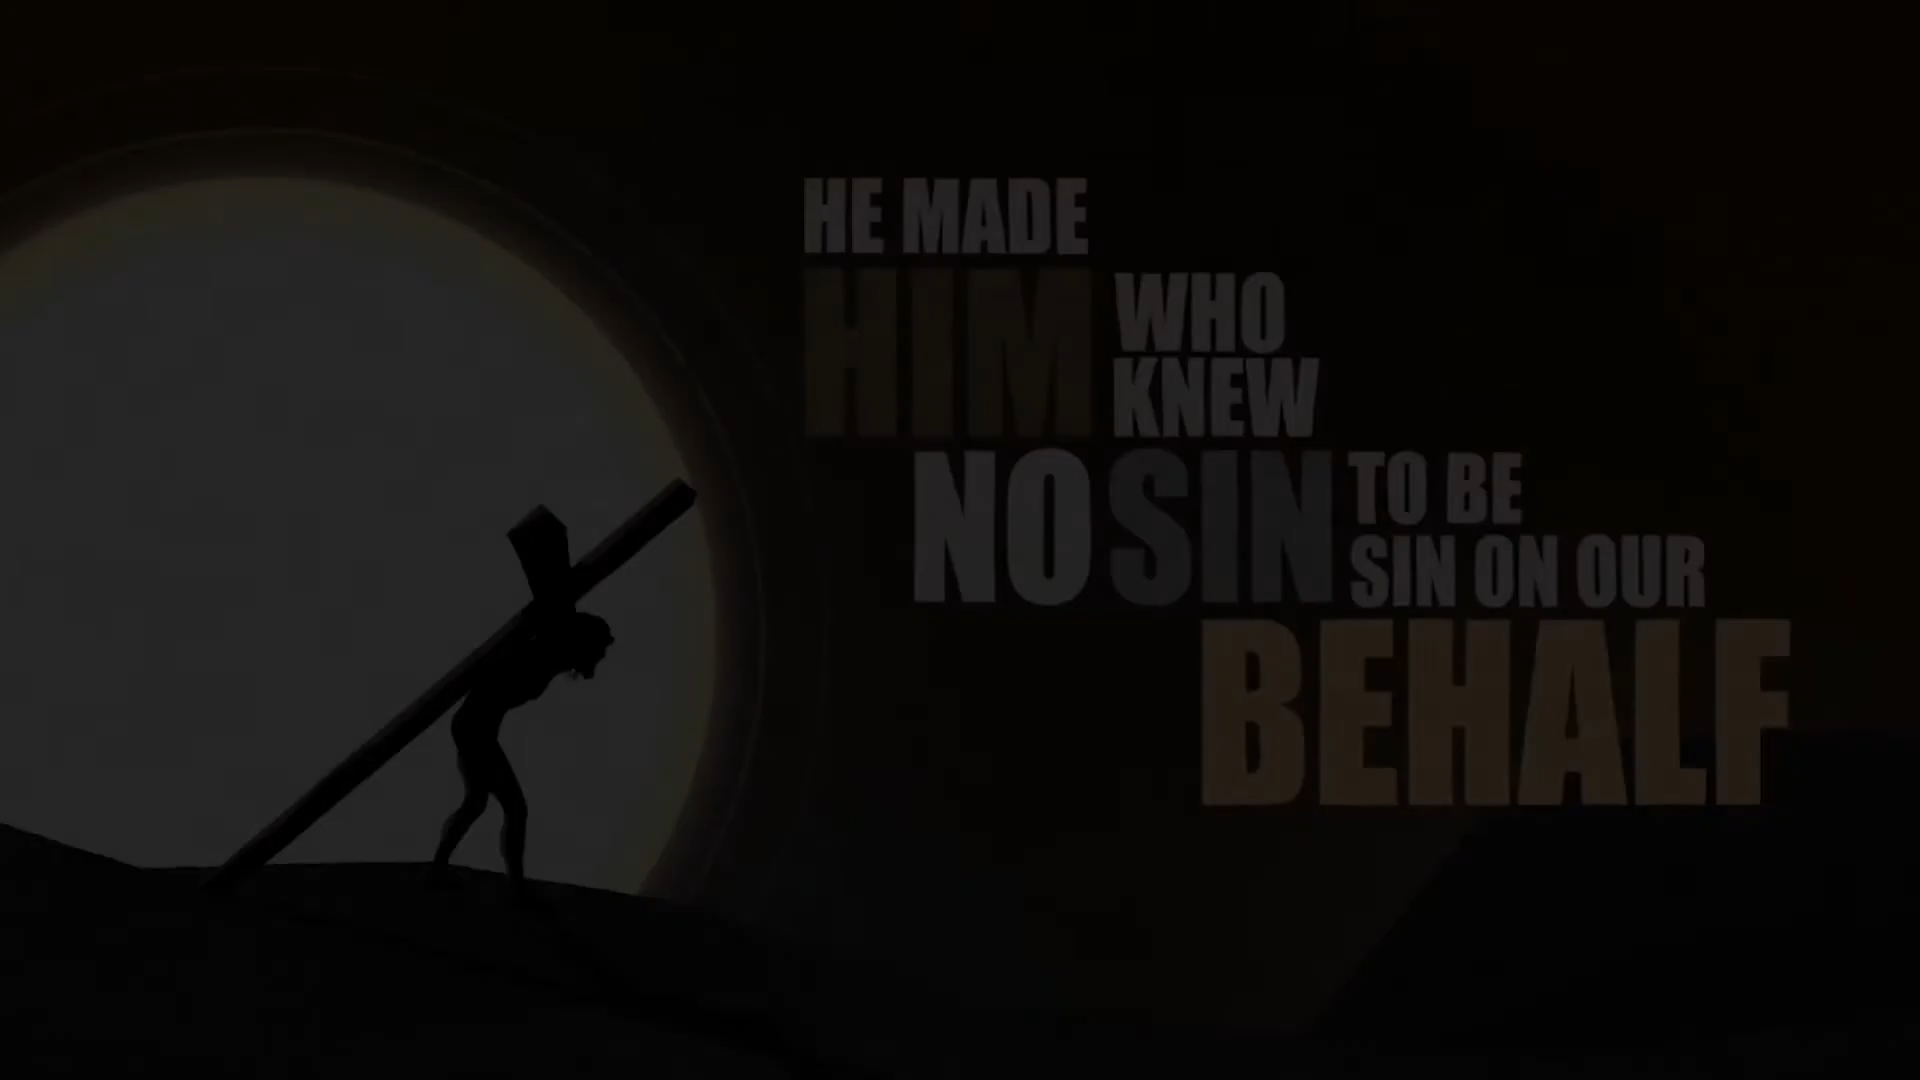 HE MADE
HIM WHO
KNEW
NO SIN TO BE
SIN ON OUR
BEHALF